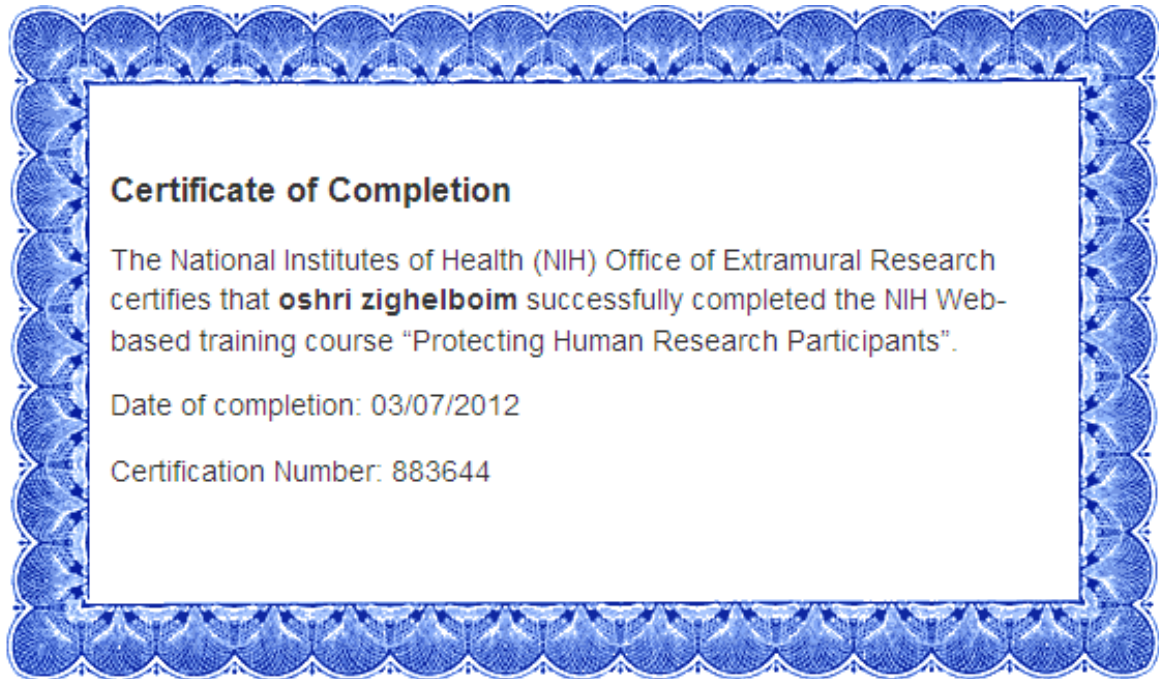 Certificate of Completion
The National Institutes of Health (NIH) Office of Extramural Research
certifies that oshri zighelboim successfully completed the NIH Web-
based training course “Protecting Human Research Participants”.
Date of completion: 03/07/2012
Certification Number: 883644